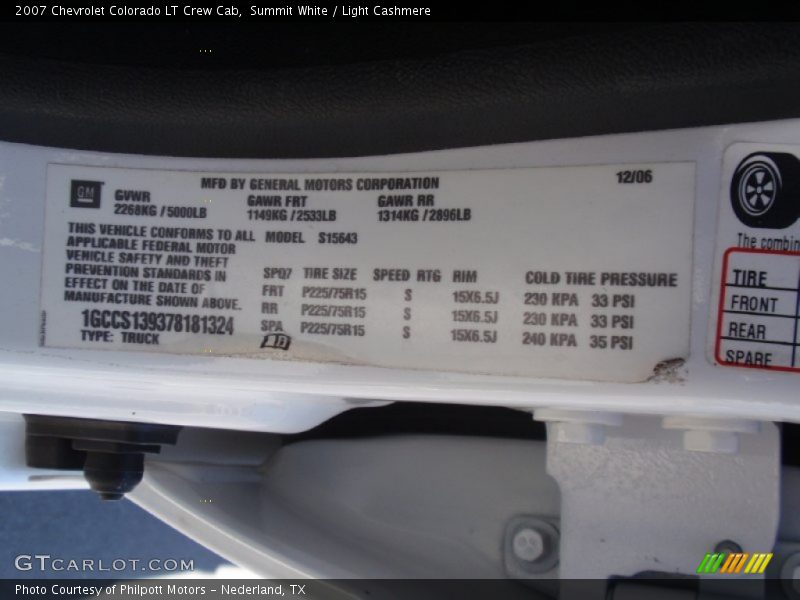 2007 Chevrolet Colorado LT Crew Cab,  Summit White / Light Cashmere
GM
MFD BY GENERAL MOTORS CORPORATION
12/06
GVWR GAWR FRT GAWR RR
2268KG / 5000LB 1149KG / 2533LB 1314KG / 2896LB
THIS VEHICLE CONFORMS TO ALL
APPLICABLE FEDERAL MOTOR
VEHICLE SAFETY AND THEFT
PREVENTION STANDARDS IN
EFFECT ON THE DATE OF
MANUFACTURE SHOWN ABOVE.
1GCCS139378181324
TYPE: TRUCK
MODEL S15643
SPQ7 TIRE SIZE SPEED RTG RIM COLD TIRE PRESSURE
FRT P225/75R15 S 15X6.5J 230 KPA 33 PSI
RR P225/75R15 S 15X6.5J 230 KPA 33 PSI
SPA P225/75R15 S 15X6.5J 240 KPA 35 PSI
The combin
TIRE
FRONT
REAR
SPARE
GTCARLOT.COM
Photo Courtesy of Philpott Motors - Nederland, TX